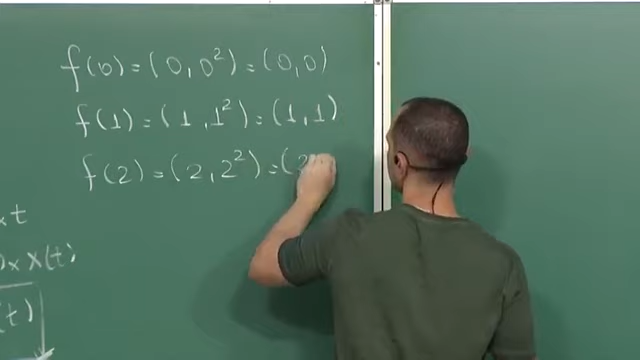 f(0) = (0, 0²) = (0, 0)
f(1) = (1, 1²) = (1, 1)
f(2) = (2, 2²) = (2
x t
x X(t)
(t)